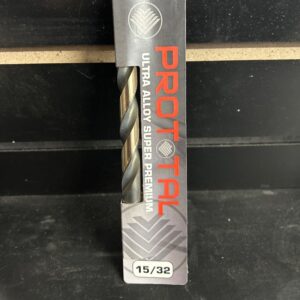 PROTOTAL
ULTRA ALLOY SUPER PREMIUM
15/32